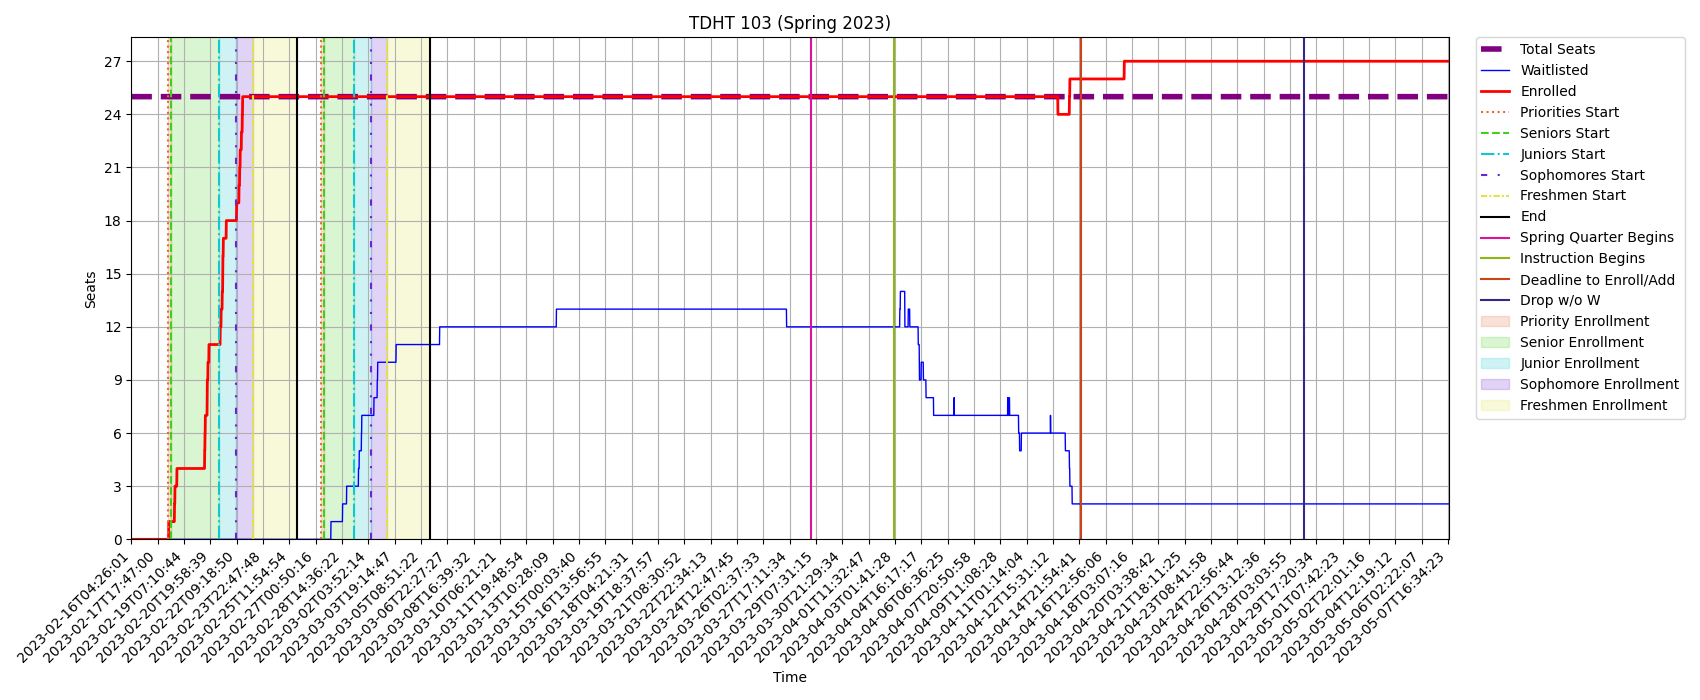 TDHT 103 (Spring 2023)
Seats
27
24
21
18
15
12
9
6
3
0
2023-02-16T04:26:01
2023-02-17T17:47:00
2023-02-19T07:10:44
2023-02-20T19:58:39
2023-02-22T09:18:50
2023-02-23T22:47:48
2023-02-25T11:54:54
2023-02-27T00:50:16
2023-02-28T14:36:22
2023-03-02T03:52:14
2023-03-03T19:14:47
2023-03-05T08:51:22
2023-03-06T22:27:27
2023-03-08T16:39:32
2023-03-10T06:21:21
2023-03-11T19:48:54
2023-03-13T10:28:09
2023-03-15T00:03:40
2023-03-16T13:56:55
2023-03-18T04:21:31
2023-03-19T18:37:57
2023-03-21T08:30:52
2023-03-22T22:34:13
2023-03-24T12:47:45
2023-03-26T02:37:33
2023-03-27T17:11:34
2023-03-29T07:31:15
2023-03-30T21:29:34
2023-04-01T11:32:47
2023-04-03T01:41:28
2023-04-04T16:17:17
2023-04-06T06:36:25
2023-04-07T20:50:58
2023-04-09T11:08:28
2023-04-11T01:14:04
2023-04-12T15:31:12
2023-04-14T21:54:41
2023-04-16T12:56:06
2023-04-18T03:07:16
2023-04-20T03:38:42
2023-04-21T18:11:25
2023-04-23T08:41:58
2023-04-24T22:56:44
2023-04-26T13:12:36
2023-04-28T03:03:55
2023-04-29T17:20:34
2023-05-01T07:42:23
2023-05-02T22:01:16
2023-05-04T12:19:12
2023-05-06T02:22:07
2023-05-07T16:34:23
Time
Total Seats
Waitlisted
Enrolled
Priorities Start
Seniors Start
Juniors Start
Sophomores Start
Freshmen Start
End
Spring Quarter Begins
Instruction Begins
Deadline to Enroll/Add
Drop w/o W
Priority Enrollment
Senior Enrollment
Junior Enrollment
Sophomore Enrollment
Freshmen Enrollment